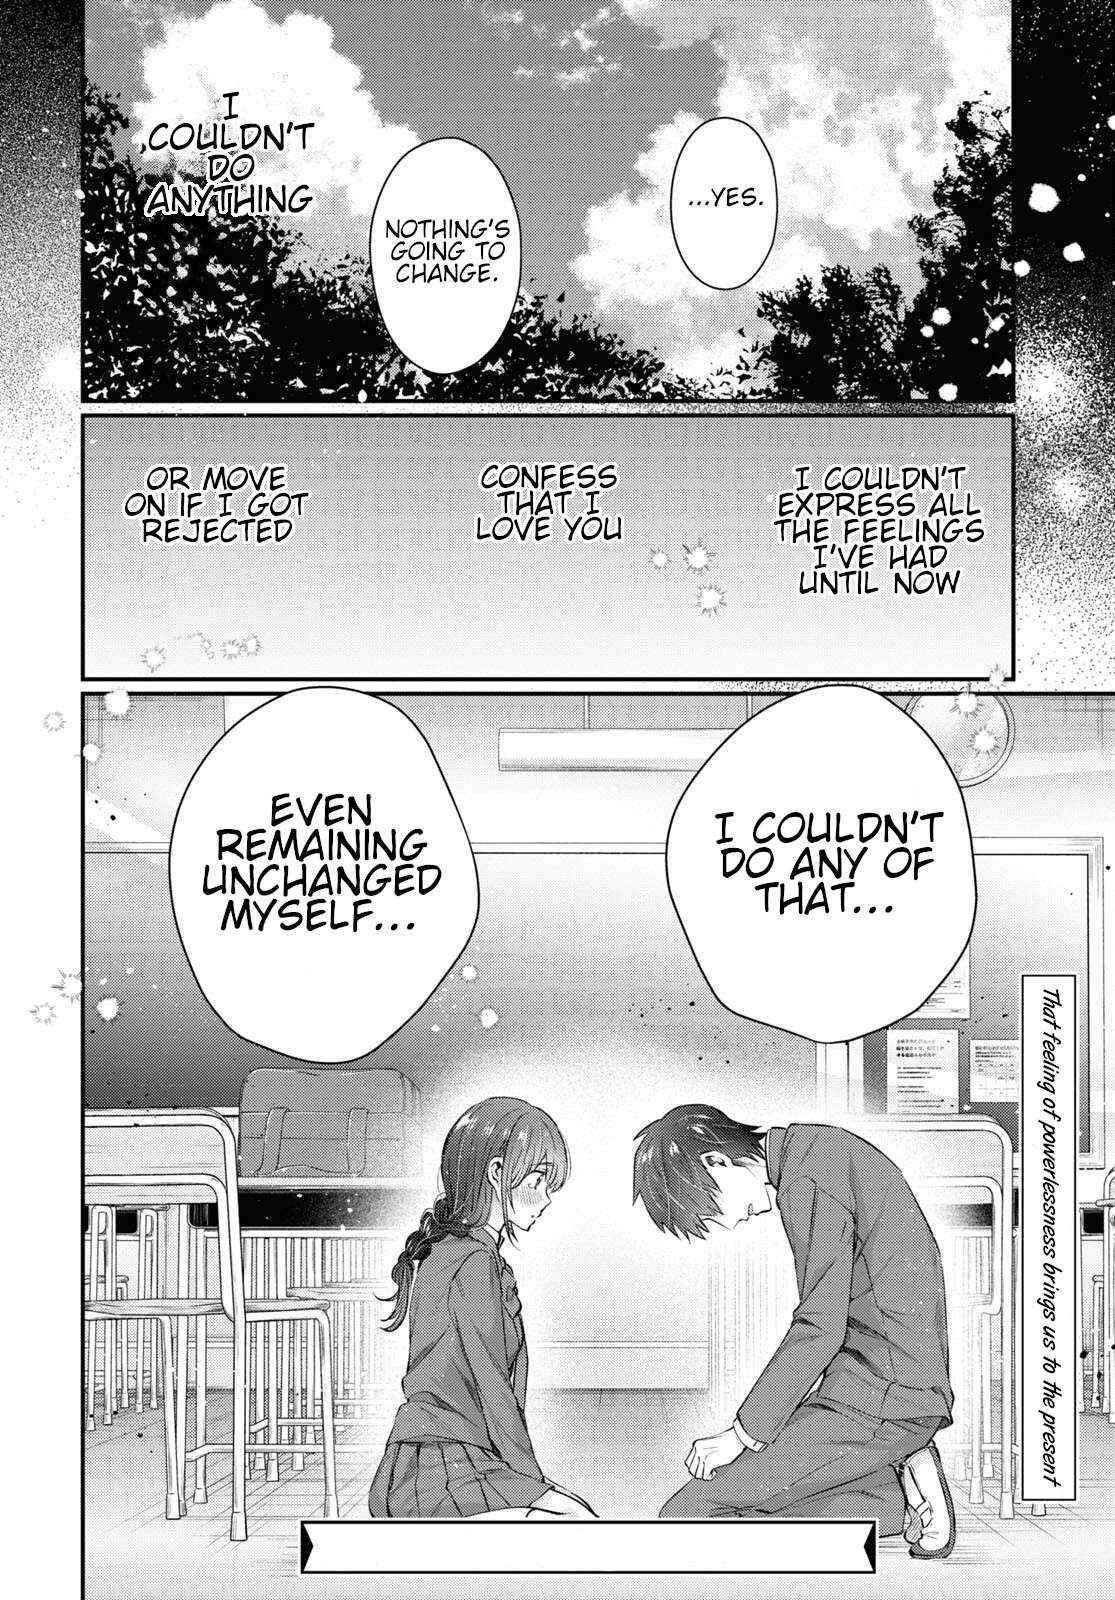 ...YES.
NOTHING'S
GOING TO
CHANGE.
I
COULDN'T
DO
ANYTHING
I COULDN'T
EXPRESS ALL
THE FEELINGS
I'VE HAD
UNTIL NOW
CONFESS
THAT I
LOVE YOU
OR MOVE
ON IF I GOT
REJECTED
I COULDN'T
DO ANY OF
THAT...
EVEN
REMAINING
UNCHANGED
MYSELF...
That feeling of powerlessness brings us to the present